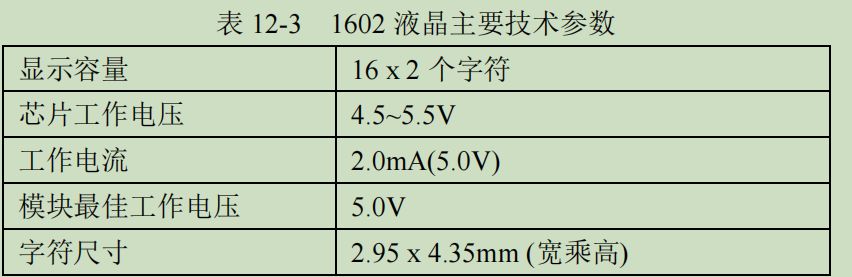 表 12-3 1602 液晶主要技术参数
显示容量 16 x 2 个字符
芯片工作电压 4.5~5.5V
工作电流 2.0mA(5.0V)
模块最佳工作电压 5.0V
字符尺寸 2.95 x 4.35mm (宽乘高)